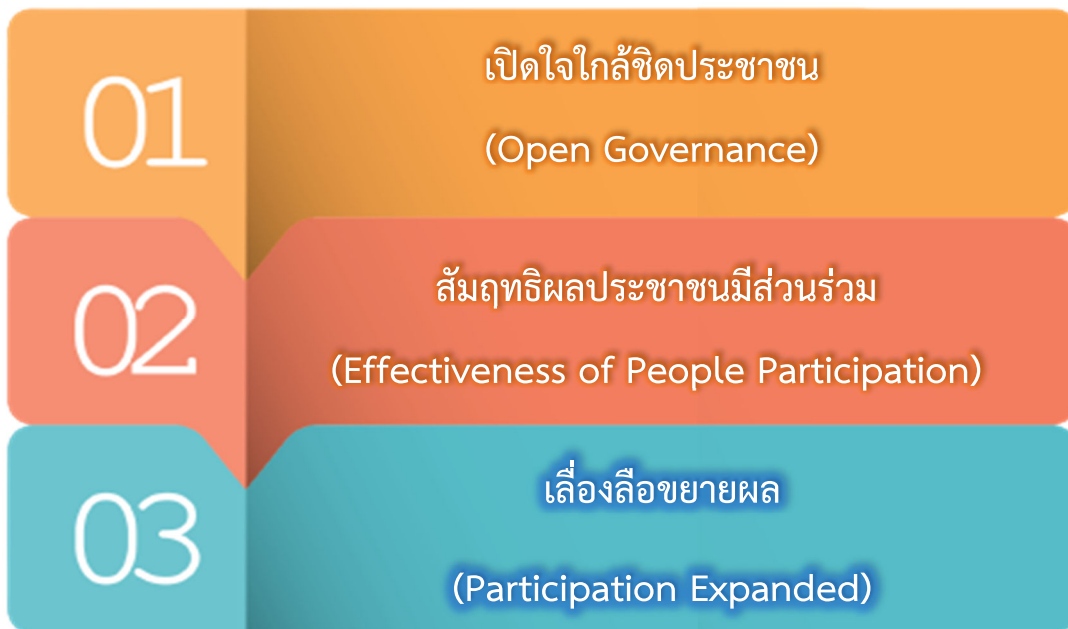 01
เปิดใจใกล้ชิดประชาชน
(Open Governance)
02
สัมฤทธิผลประชาชนมีส่วนร่วม
(Effectiveness of People Participation)
03
เลื่องลือขยายผล
(Participation Expanded)